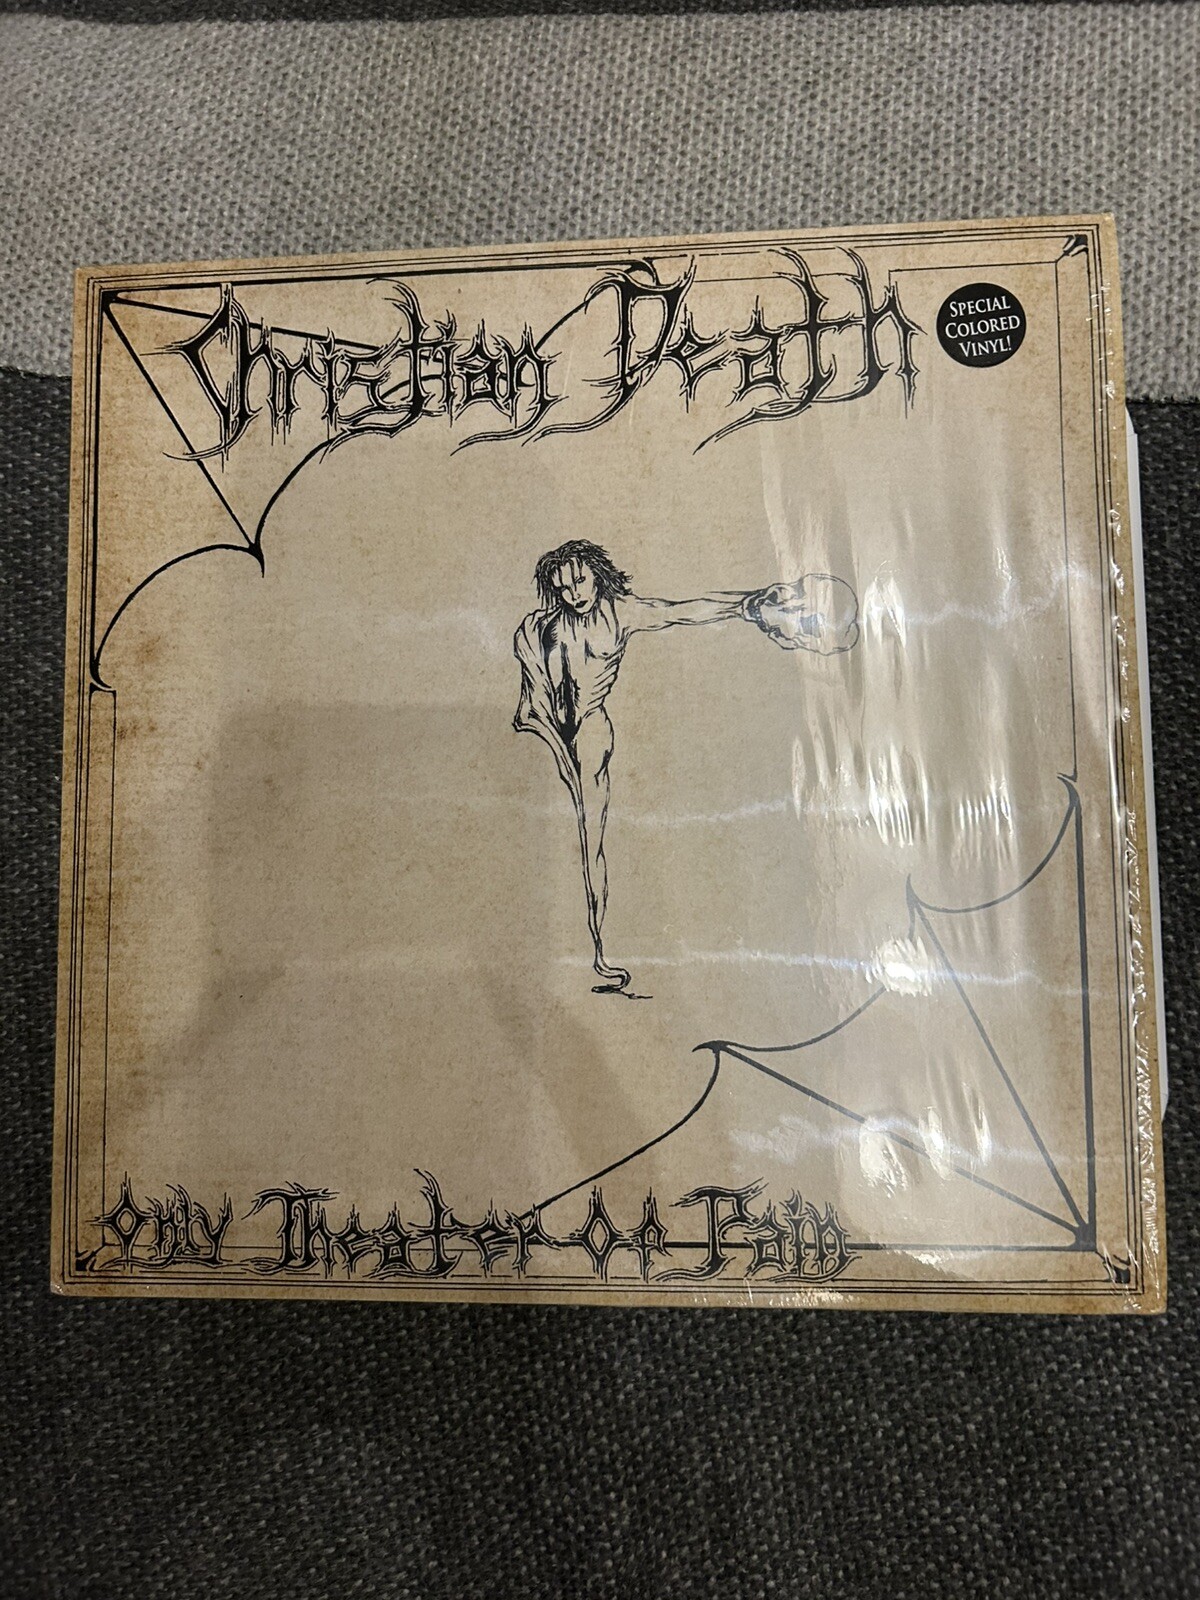 Christian Death
SPECIAL
COLORED
VINYL!
Only Theater Of Pain